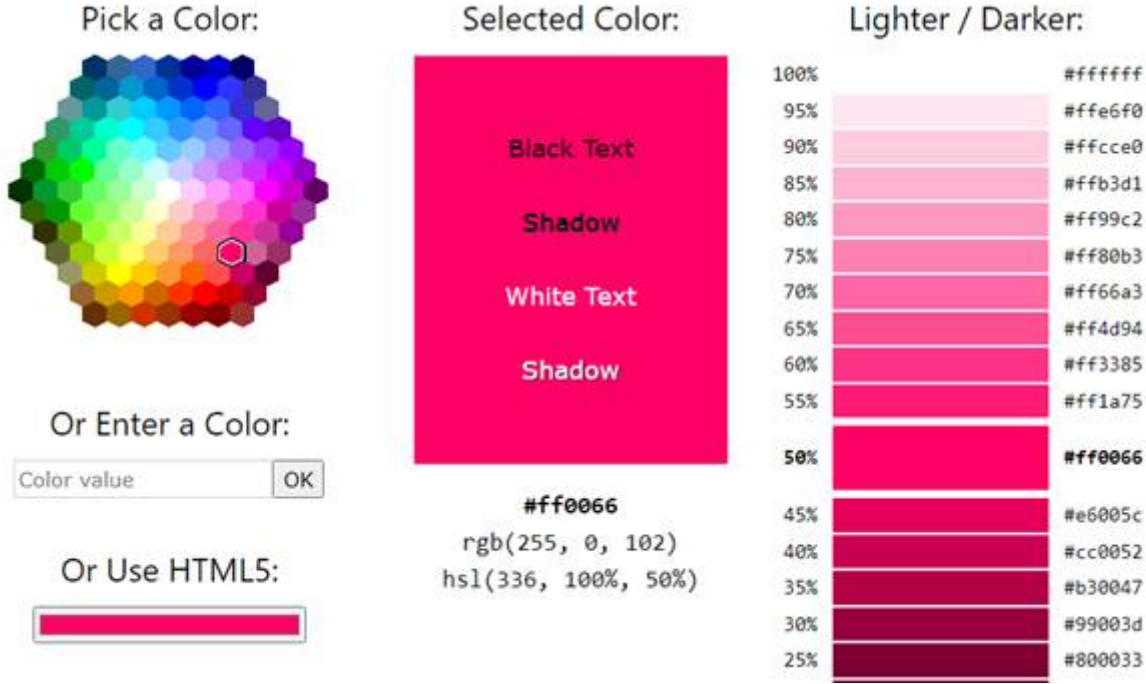 Pick a Color:
Or Enter a Color:
Color value
OK
Or Use HTML5:
Selected Color:
Black Text
Shadow
White Text
Shadow
#ff0066
rgb(255, 0, 102)
hsl(336, 100%, 50%)
Lighter / Darker:
100% #ffffff
95% #ffe6f0
90% #ffcce0
85% #ffb3d1
80% #ff99c2
75% #ff80b3
70% #ff66a3
65% #ff4d94
60% #ff3385
55% #ff1a75
50% #ff0066
45% #e6005c
40% #cc0052
35% #b30047
30% #99003d
25% #800033